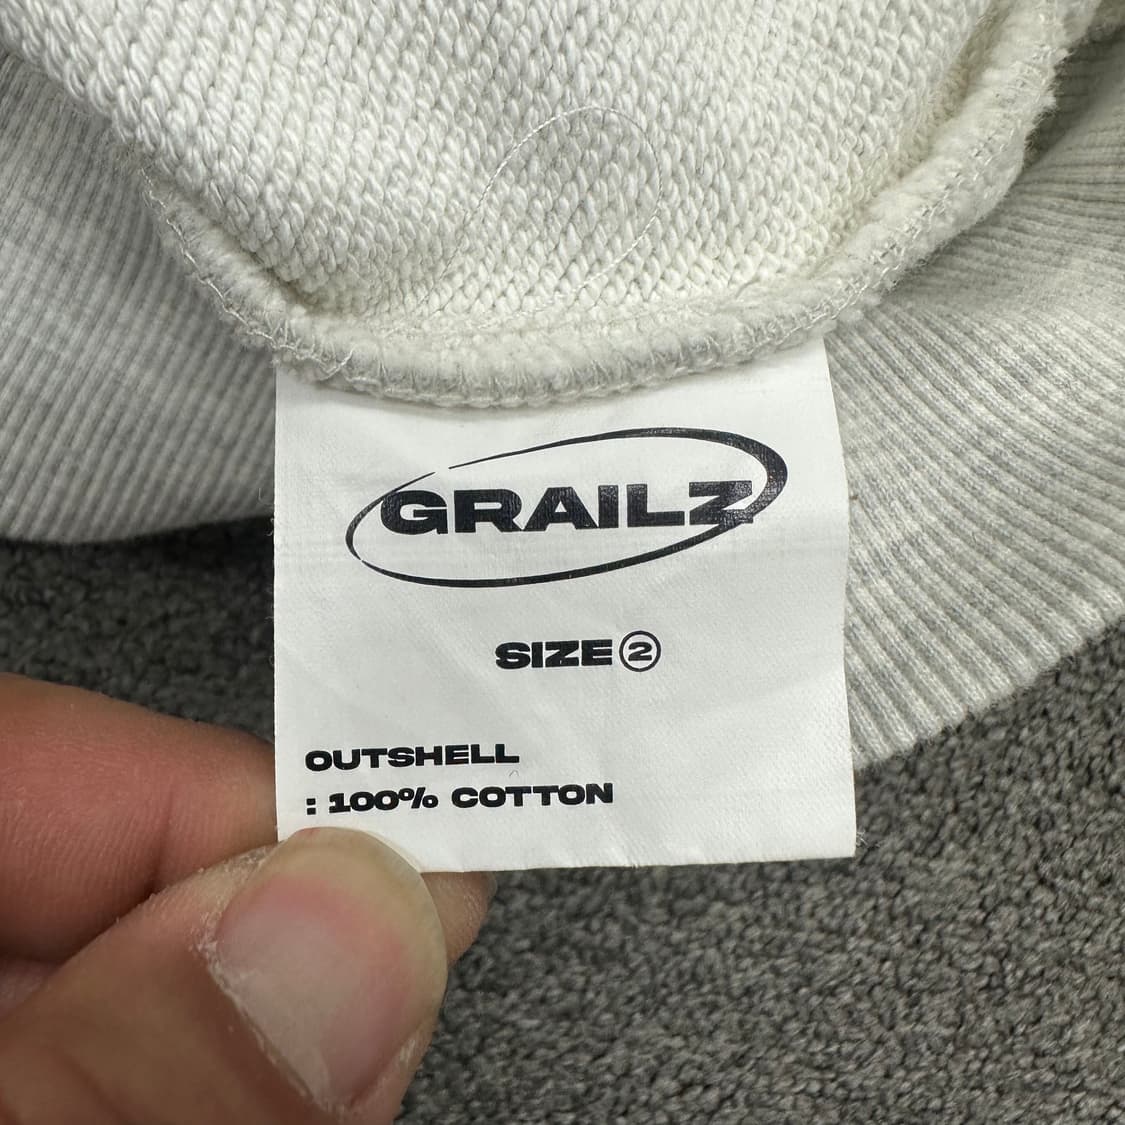 GRAILZ
SIZE ②
OUTSHELL
: 100% COTTON